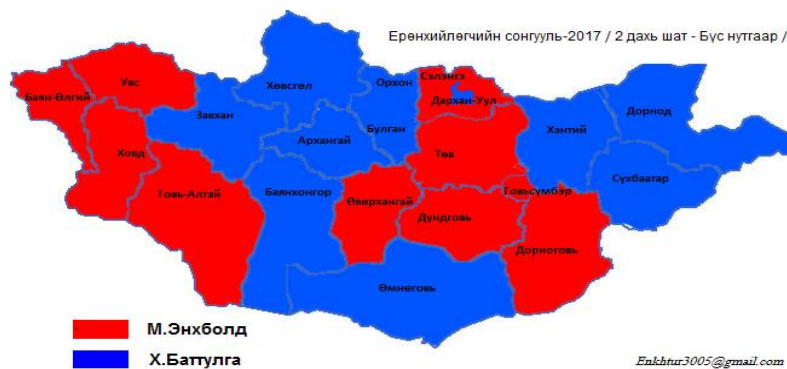 Ерөнхийлөгчийн сонгууль-2017 / 2 дахь шат - Бүс нутгаар /
Увс
Баян-Өлгий
Ховд
Завхан
Говь-Алтай
Хөвсгөл
Орхон
Булган
Архангай
Баянхонгор
Өвөрхангай
Сэлэнгэ
Дархан-Уул
Төв
Говьсүмбэр
Дундговь
Дорноговь
Өмнөговь
Хэнтий
Дорнод
Сүхбаатар
М.Энхболд
Х.Баттулга
Enkhtur3005@gmail.com